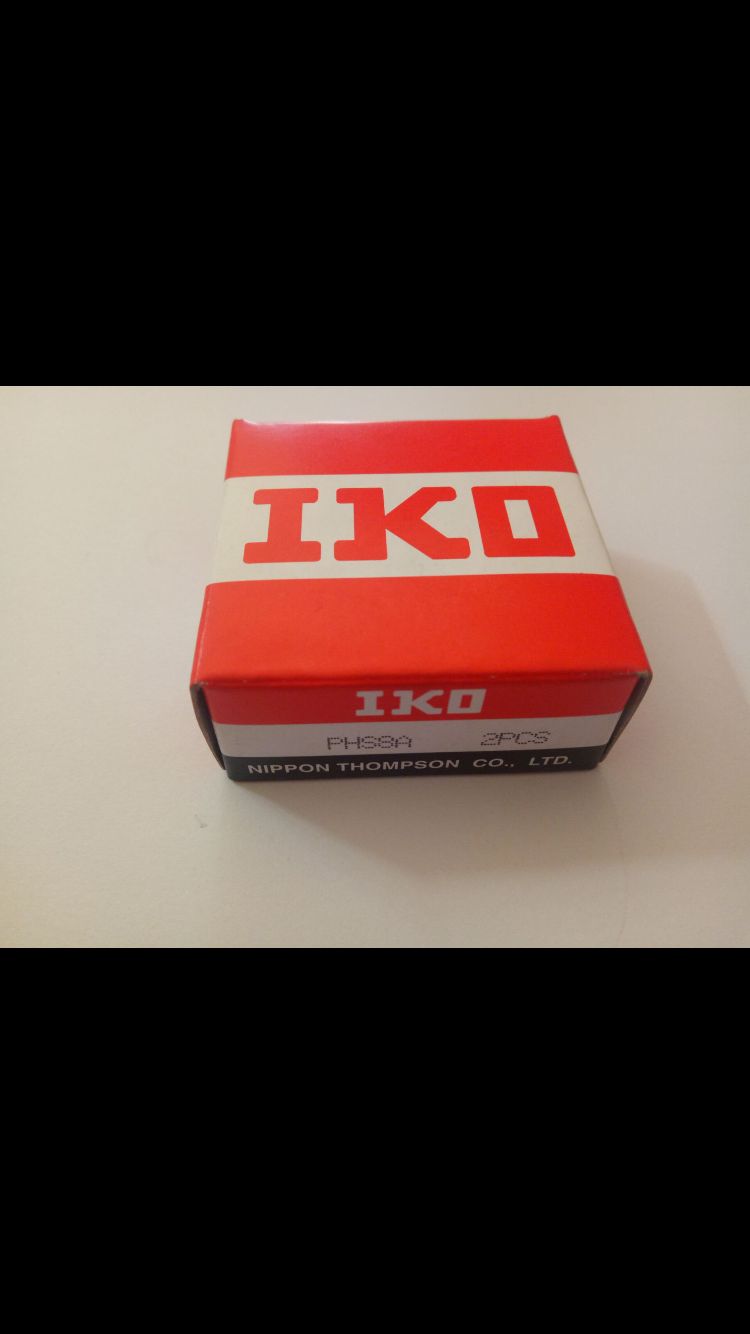 IKO
IKO
PHS8A 2PCS
NIPPON THOMPSON CO., LTD.